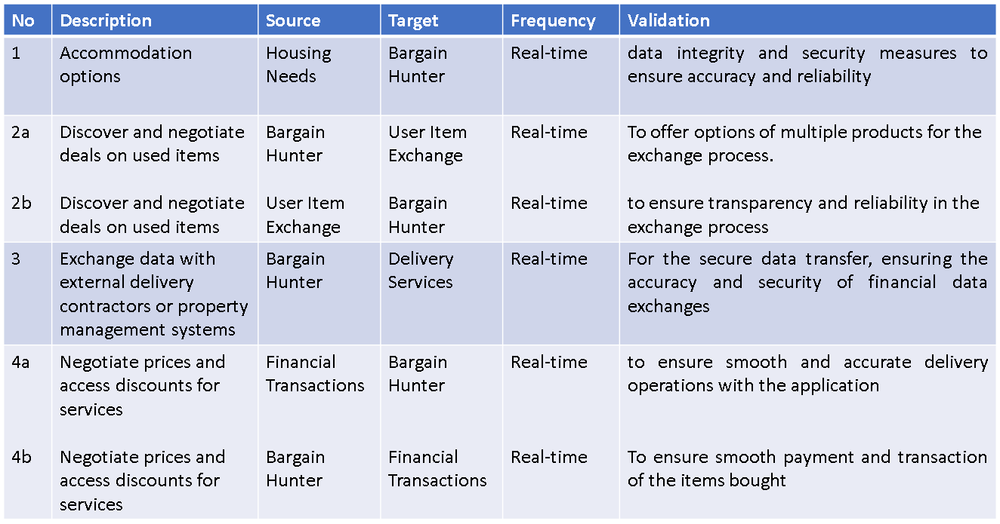 No Description Source Target Frequency Validation
1 Accommodation Housing Bargain Real-time data integrity and security measures to
options Needs Hunter ensure accuracy and reliability
2a Discover and negotiate Bargain User Item Real-time To offer options of multiple products for the
deals on used items Hunter Exchange exchange process.
2b Discover and negotiate User Item Bargain Real-time to ensure transparency and reliability in the
deals on used items Exchange Hunter exchange process
3 Exchange data with Bargain Delivery Real-time For the secure data transfer, ensuring the
external delivery Hunter Services accuracy and security of financial data
contractors or property exchanges
management systems
4a Negotiate prices and Financial Bargain Real-time to ensure smooth and accurate delivery
access discounts for Transactions Hunter operations with the application
services
4b Negotiate prices and Bargain Financial Real-time To ensure smooth payment and transaction
access discounts for Hunter Transactions of the items bought
services